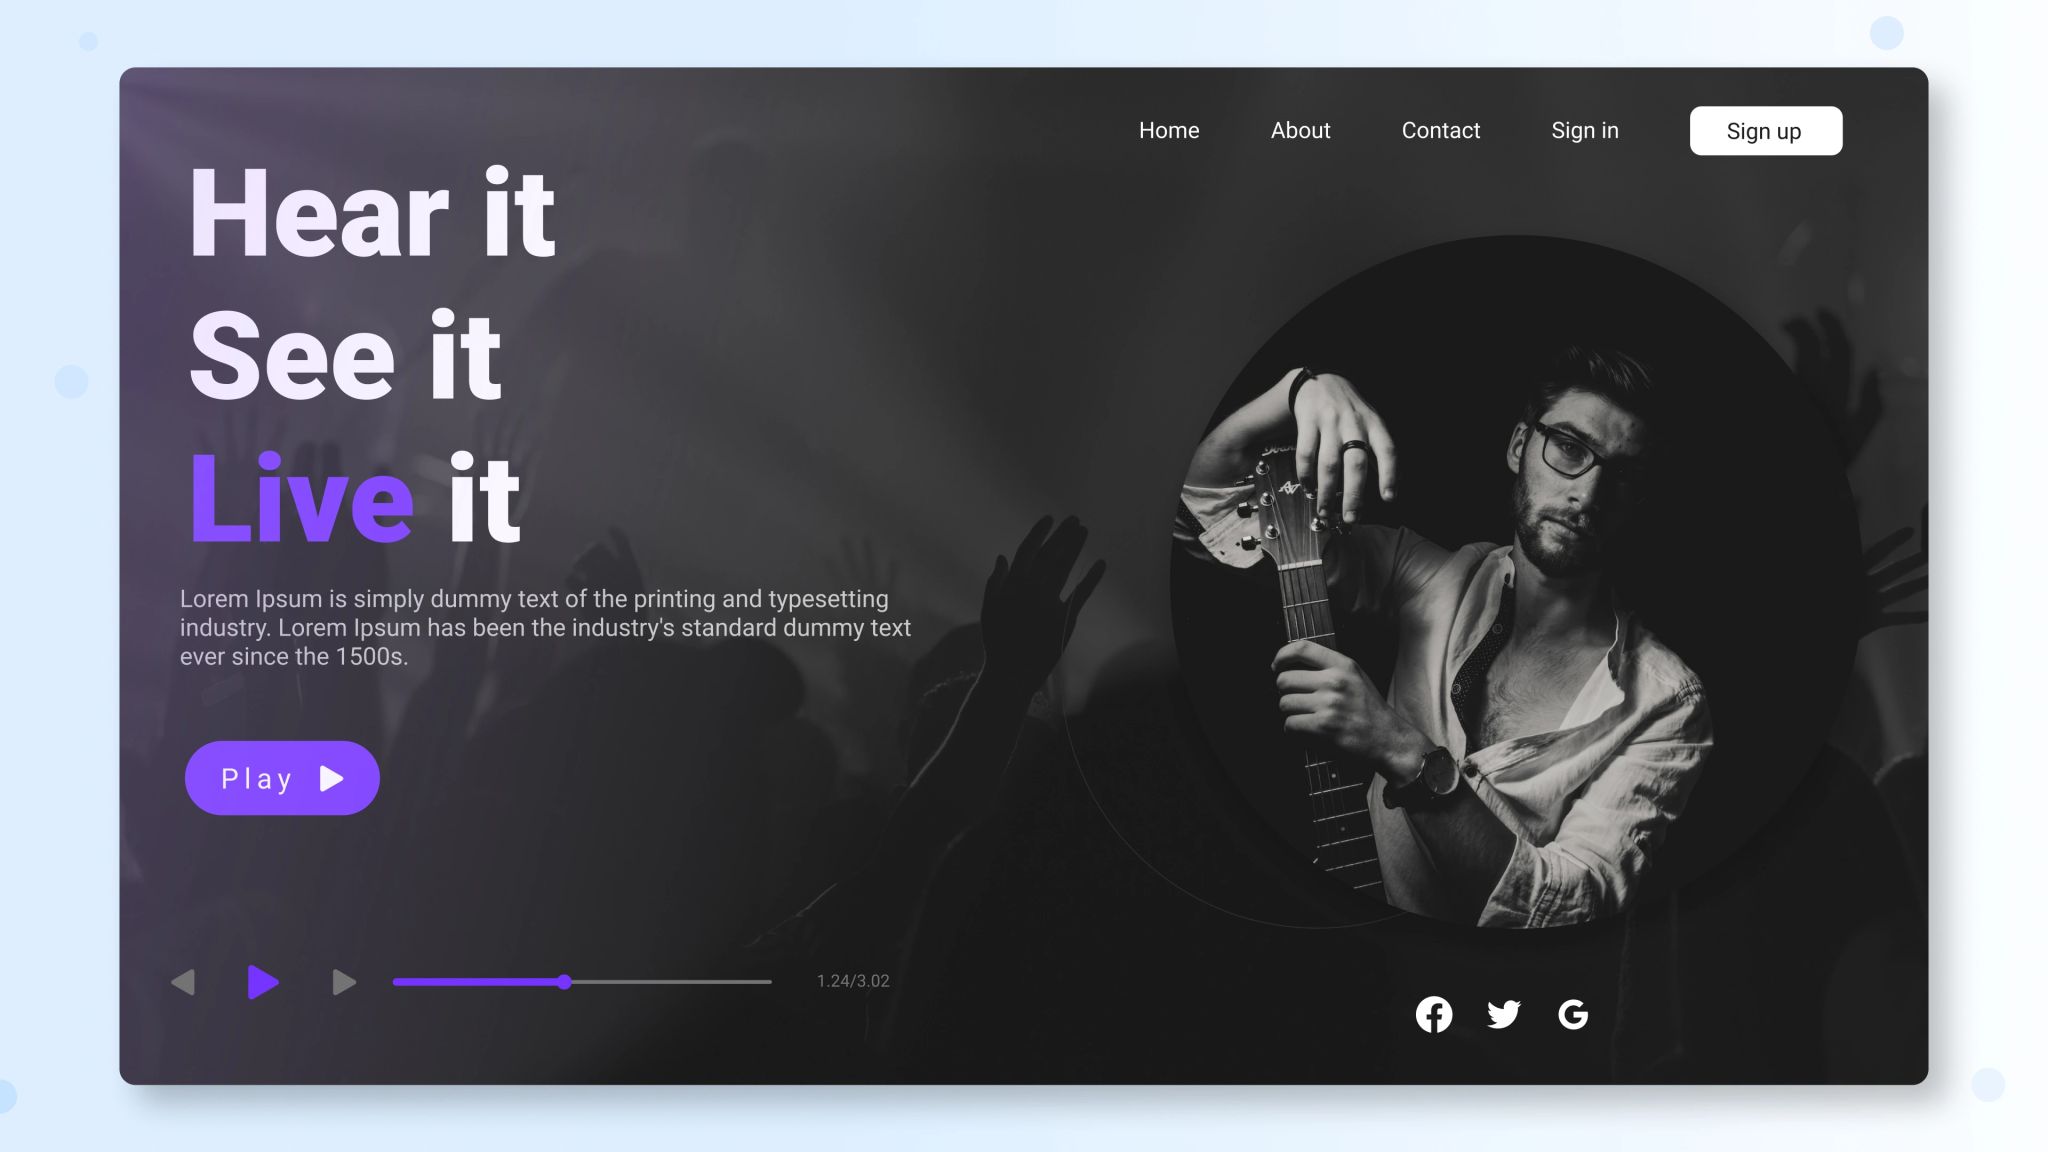 Home
About
Contact
Sign in
Sign up
Hear it
See it
Live it
Lorem Ipsum is simply dummy text of the printing and typesetting
industry. Lorem Ipsum has been the industry's standard dummy text
ever since the 1500s.
Play
1.24/3.02